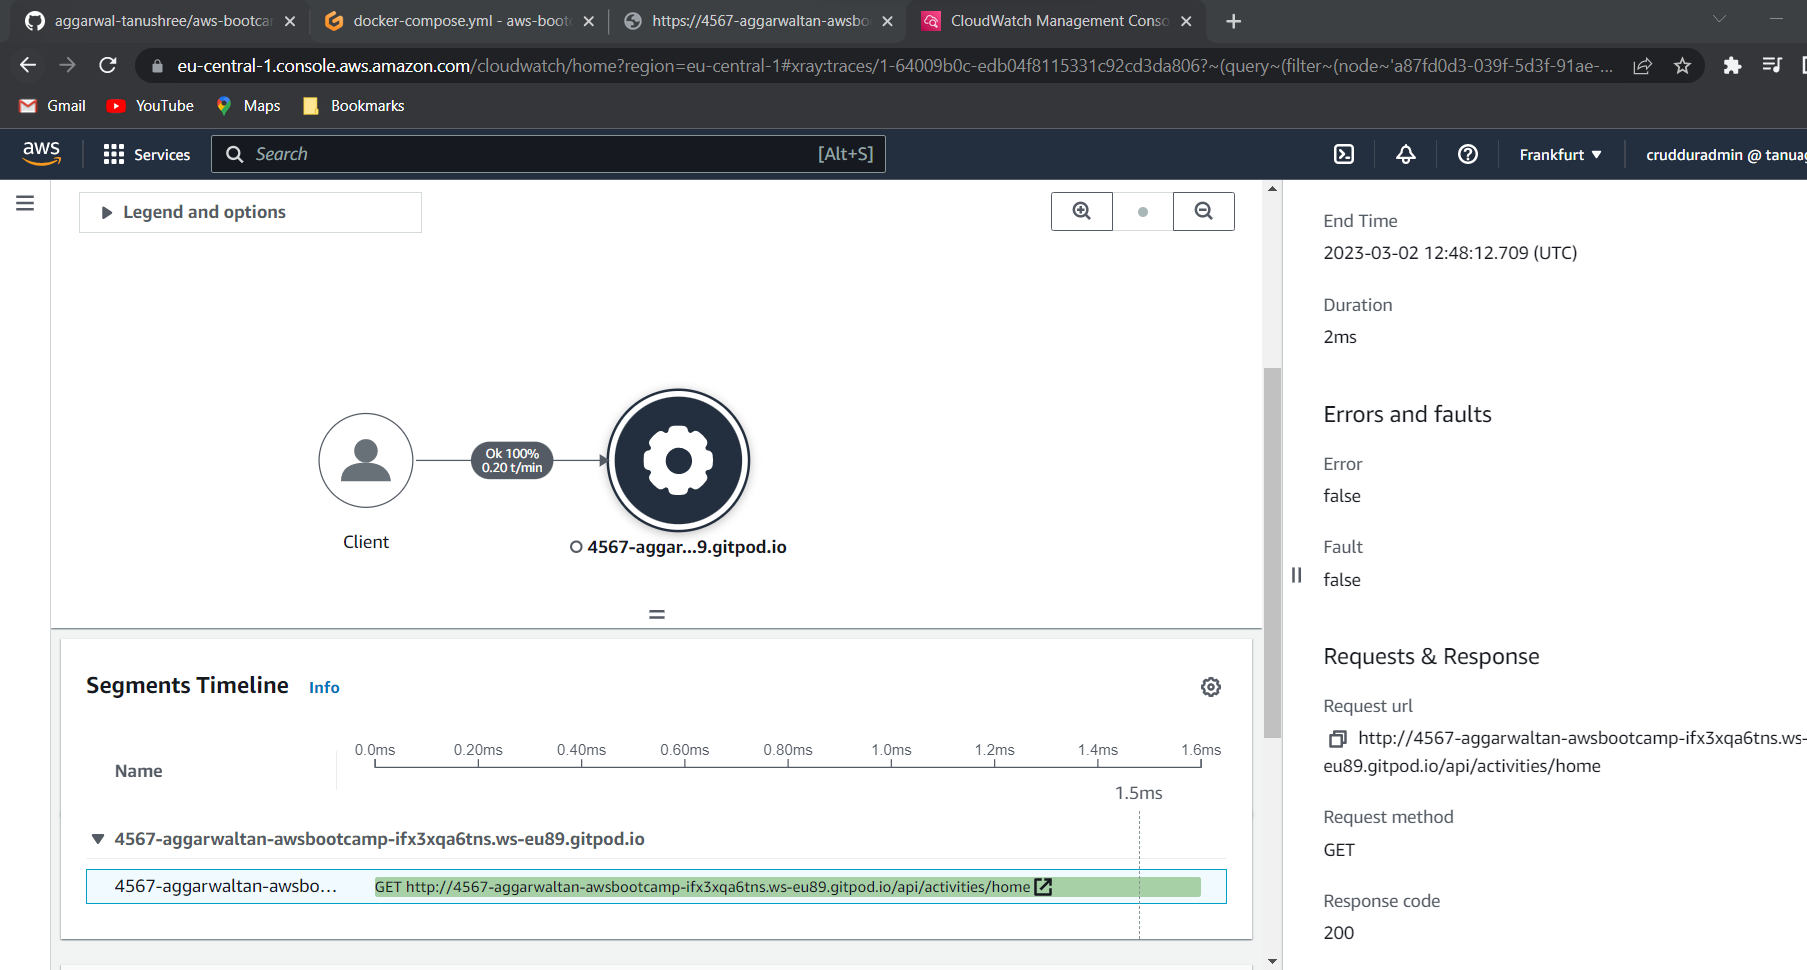 aggarwal-tanushree/aws-bootcar
docker-compose.yml - aws-boot
https://4567-aggarwaltan-awsbo
CloudWatch Management Conso
eu-central-1.console.aws.amazon.com/cloudwatch/home?region=eu-central-1#xray:traces/1-64009b0c-edb04f8115331c92cd3da806?~(query~(filter~(node~'a87fd0d3-039f-5d3f-91ae-...
Gmail
YouTube
Maps
Bookmarks
aws
Services
Search
[Alt+S]
Frankfurt
crudduradmin @ tanuag
Legend and options
Ok 100%
0.20 t/min
Client
4567-aggar...9.gitpod.io
Segments Timeline
Info
Name
0.0ms 0.20ms 0.40ms 0.60ms 0.80ms 1.0ms 1.2ms 1.4ms 1.6ms
1.5ms
4567-aggarwaltan-awsbootcamp-ifx3xqa6tns.ws-eu89.gitpod.io
4567-aggarwaltan-awsbo...
GET http://4567-aggarwaltan-awsbootcamp-ifx3xqa6tns.ws-eu89.gitpod.io/api/activities/home
End Time
2023-03-02 12:48:12.709 (UTC)
Duration
2ms
Errors and faults
Error
false
Fault
false
Requests & Response
Request url
http://4567-aggarwaltan-awsbootcamp-ifx3xqa6tns.ws-
eu89.gitpod.io/api/activities/home
Request method
GET
Response code
200